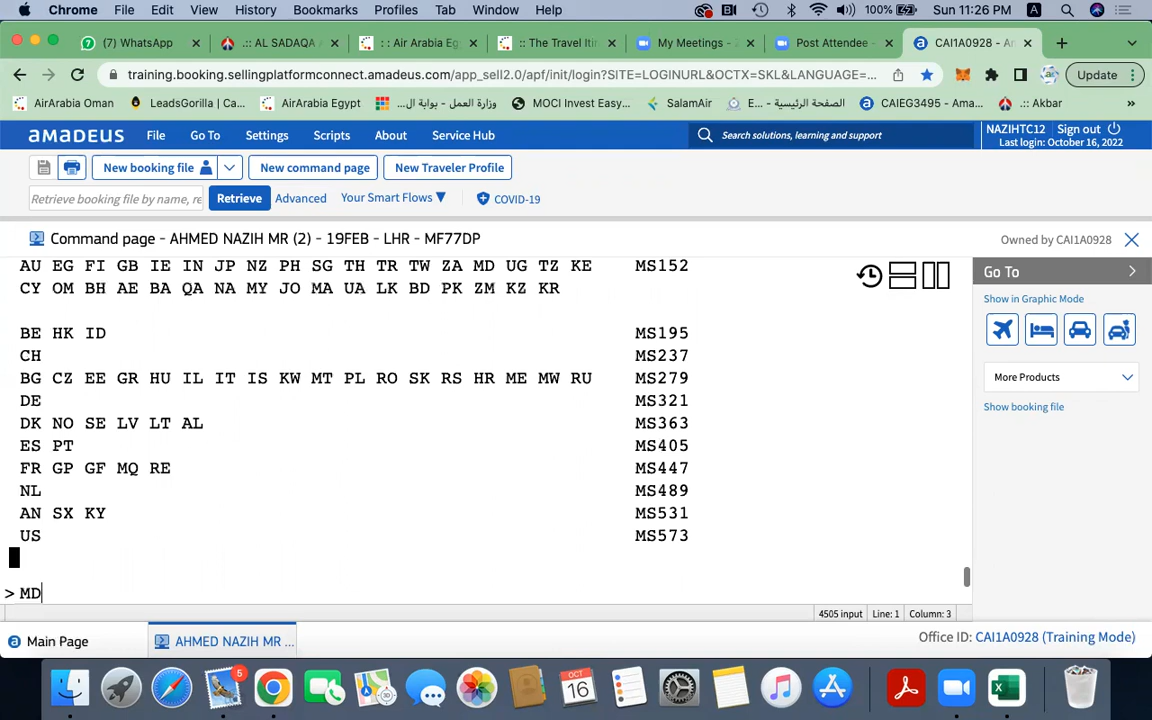 Chrome File Edit View History Bookmarks Profiles Tab Window Help 100% A Sun 11:26 PM
(7) WhatsApp .:: AL SADAQA A : : Air Arabia Eg :: The Travel Itin My Meetings - Z Post Attendee - CAI1A0928 - Am
training.booking.sellingplatformconnect.amadeus.com/app_sell2.0/apf/init/login?SITE=LOGINURL&OCTX=SKL&LANGUAGE=... Update
AirArabia Oman LeadsGorilla | Ca... AirArabia Egypt وزارة العمل - بوابة ال... MOCI Invest Easy... SalamAir الصفحة الرئيسية - E... CAIEG3495 - Ama... .:: Akbar »
amadeus File Go To Settings Scripts About Service Hub Search solutions, learning and support NAZIHTC12 Sign out
Last login: October 16, 2022
New booking file New command page New Traveler Profile
Retrieve booking file by name, re Retrieve Advanced Your Smart Flows ▼ COVID-19
Command page - AHMED NAZIH MR (2) - 19FEB - LHR - MF77DP Owned by CAI1A0928
AU EG FI GB IE IN JP NZ PH SG TH TR TW ZA MD UG TZ KE MS152
CY OM BH AE BA QA NA MY JO MA UA LK BD PK ZM KZ KR
BE HK ID MS195
CH MS237
BG CZ EE GR HU IL IT IS KW MT PL RO SK RS HR ME MW RU MS279
DE MS321
DK NO SE LV LT AL MS363
ES PT MS405
FR GP GF MQ RE MS447
NL MS489
AN SX KY MS531
US MS573
> MD
Go To
Show in Graphic Mode
More Products
Show booking file
4505 input Line: 1 Column: 3
a Main Page AHMED NAZIH MR ... Office ID: CAI1A0928 (Training Mode)
5
OCT
16